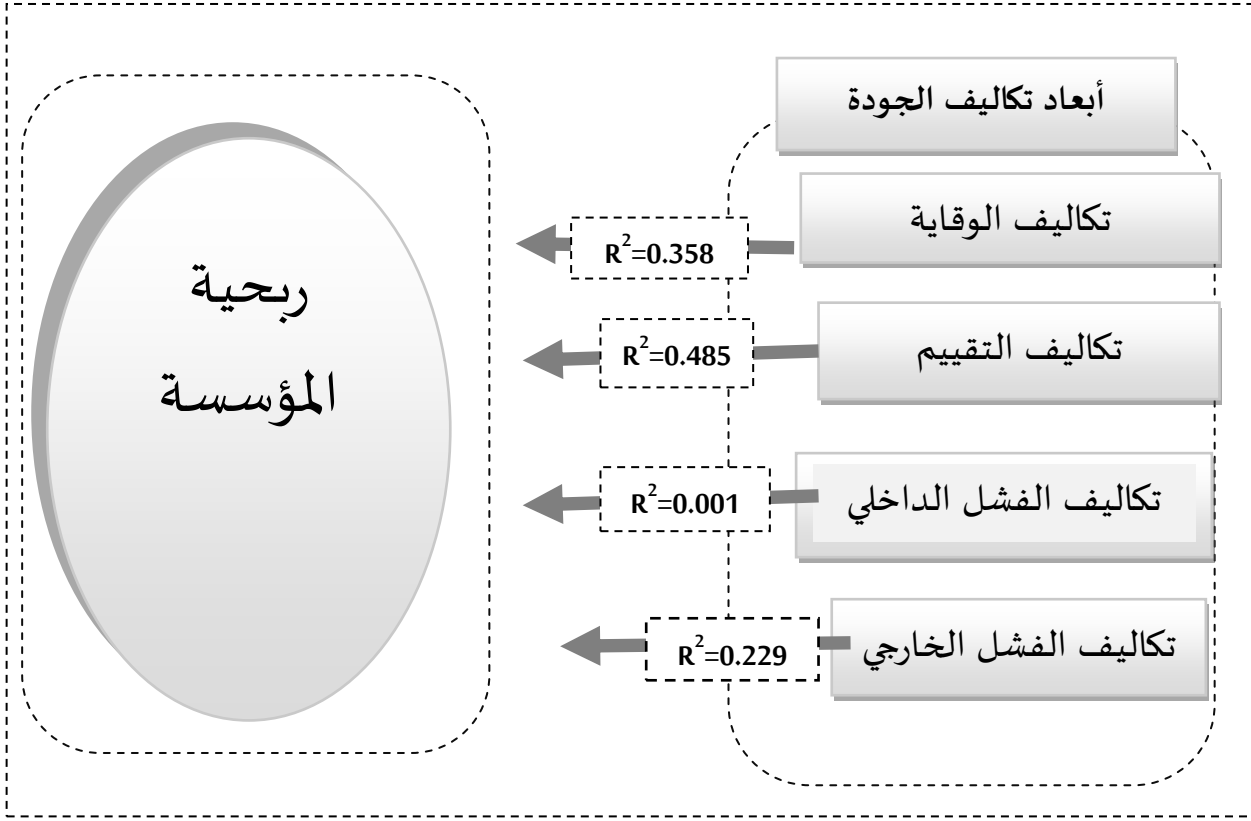 أبعاد تكاليف الجودة
تكاليف الوقاية
R²=0.358
تكاليف التقييم
R²=0.485
تكاليف الفشل الداخلي
R²=0.001
تكاليف الفشل الخارجي
R²=0.229
ربحية
المؤسسة